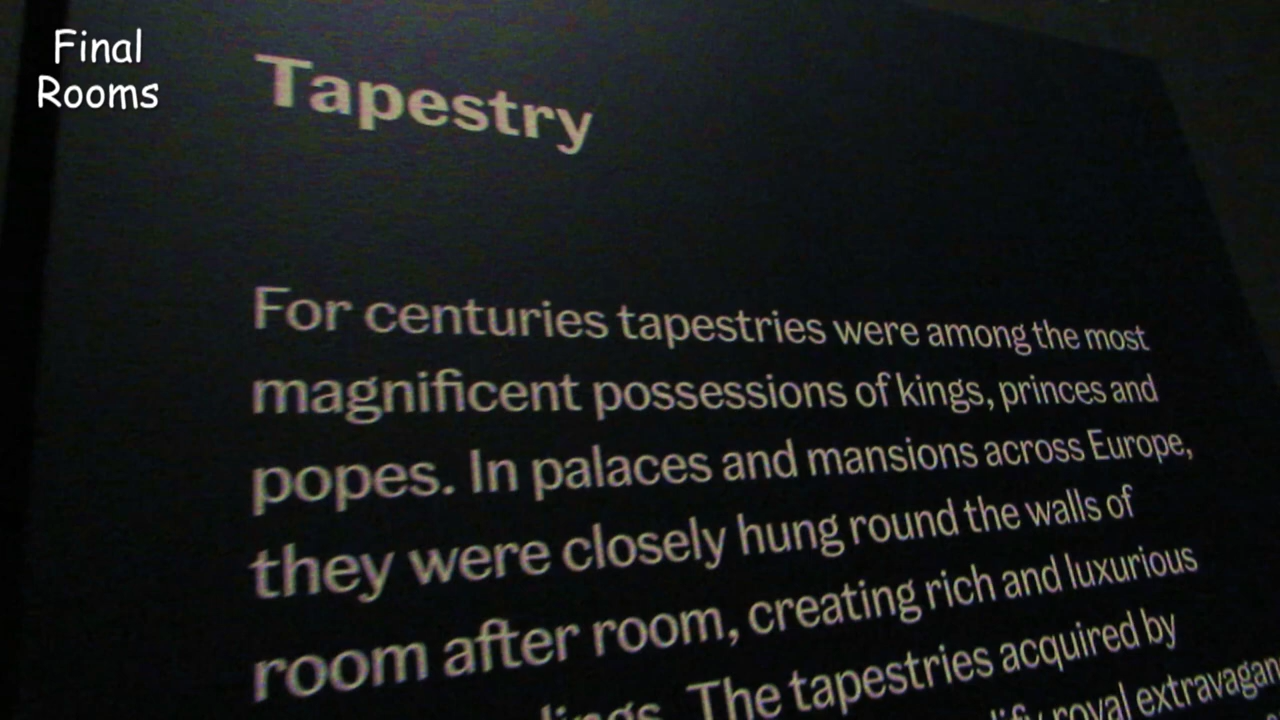 Final
Rooms
Tapestry
For centuries tapestries were among the most
magnificent possessions of kings, princes and
popes. In palaces and mansions across Europe,
they were closely hung round the walls of
room after room, creating rich and luxurious
The tapestries acquired by
royal